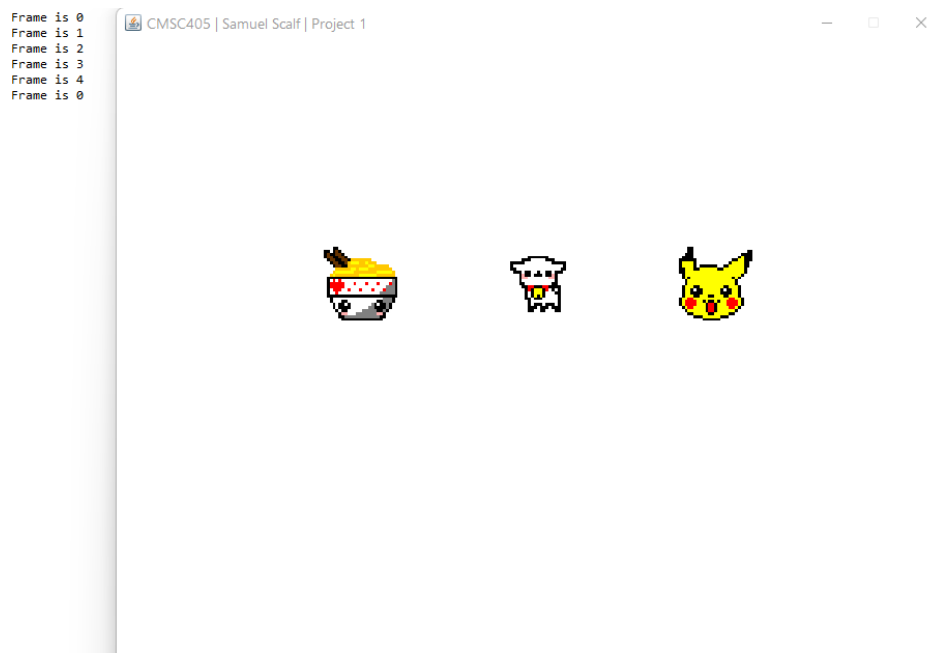 Frame is 0
Frame is 1
Frame is 2
Frame is 3
Frame is 4
Frame is 0
CMSC405 | Samuel Scalf | Project 1